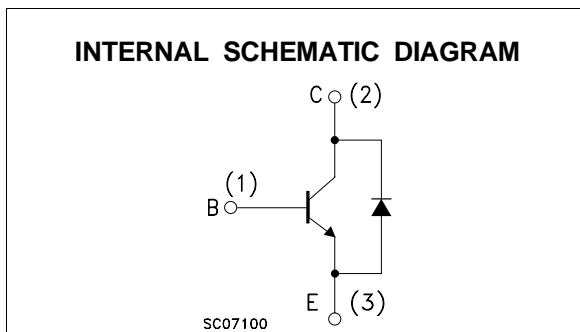 INTERNAL SCHEMATIC DIAGRAM
C (2)
(1)
B
E (3)
SC07100